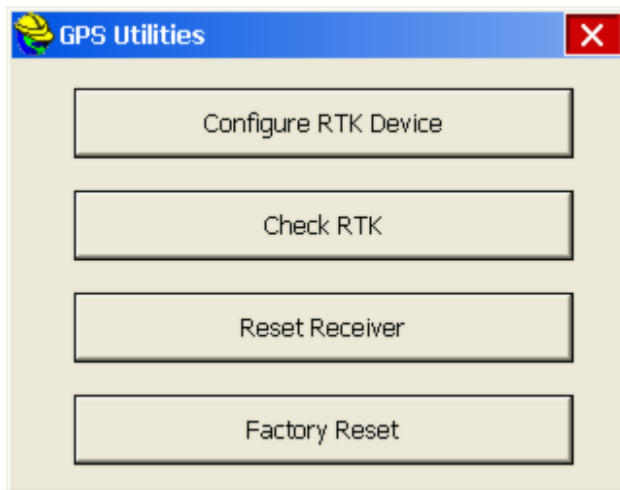 GPS Utilities
Configure RTK Device
Check RTK
Reset Receiver
Factory Reset